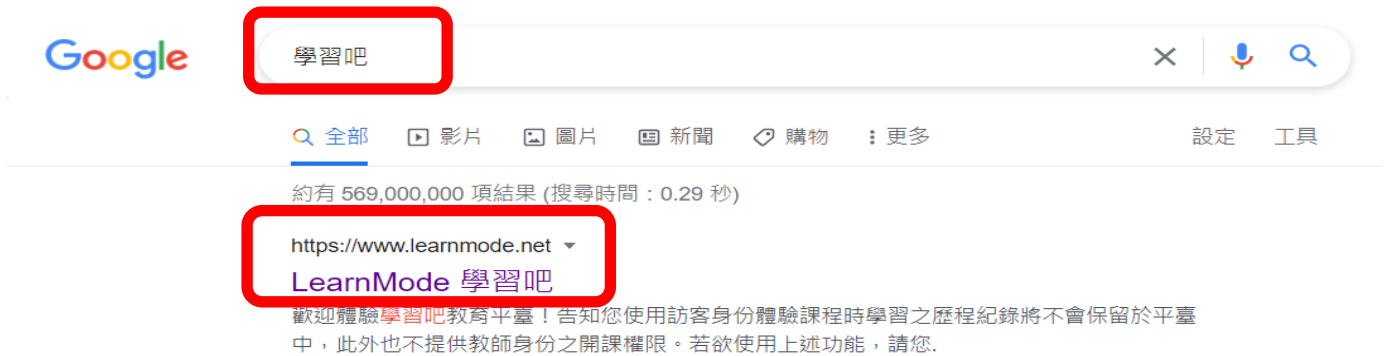 Google 學習吧
全部 影片 圖片 新聞 購物 更多 設定 工具
約有 569,000,000 項結果 (搜尋時間：0.29 秒)
https://www.learnmode.net
LearnMode 學習吧
歡迎體驗學習吧教育平臺！告知您使用訪客身份體驗課程時學習之歷程紀錄將不會保留於平臺
中，此外也不提供教師身份之開課權限。若欲使用上述功能，請您.